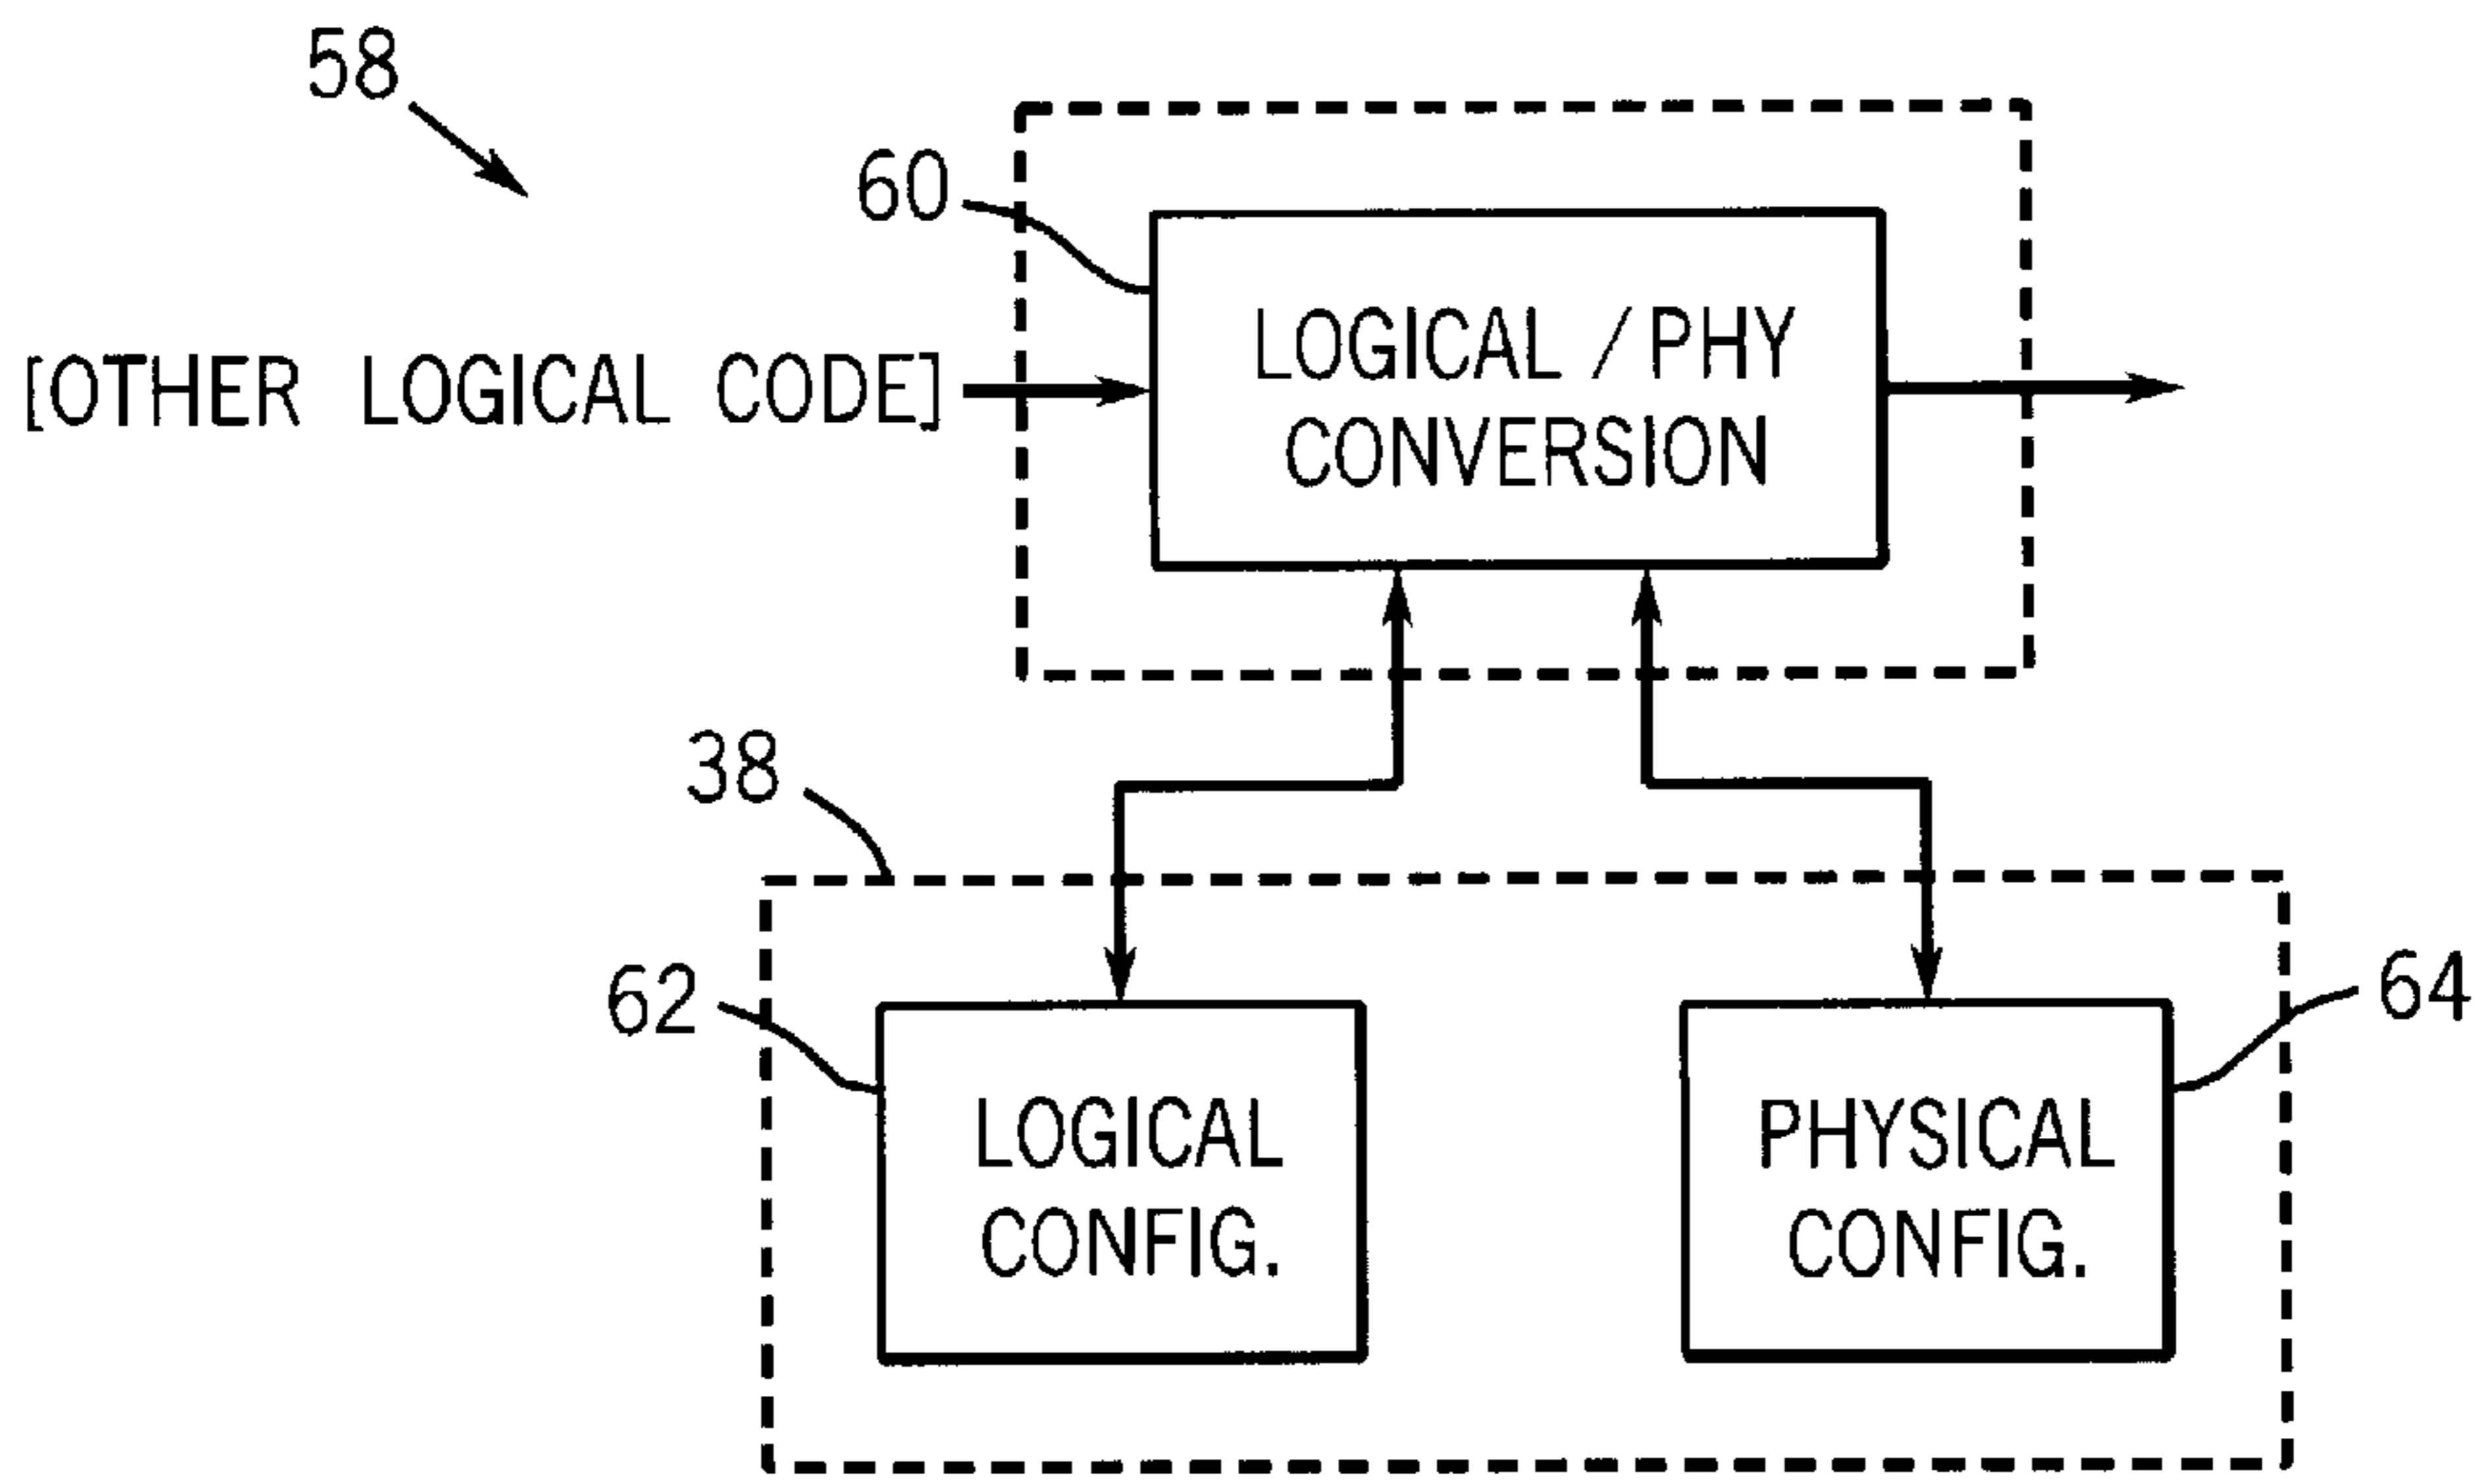 58
60
[OTHER LOGICAL CODE]
LOGICAL / PHY
CONVERSION
38
62
64
LOGICAL
CONFIG.
PHYSICAL
CONFIG.